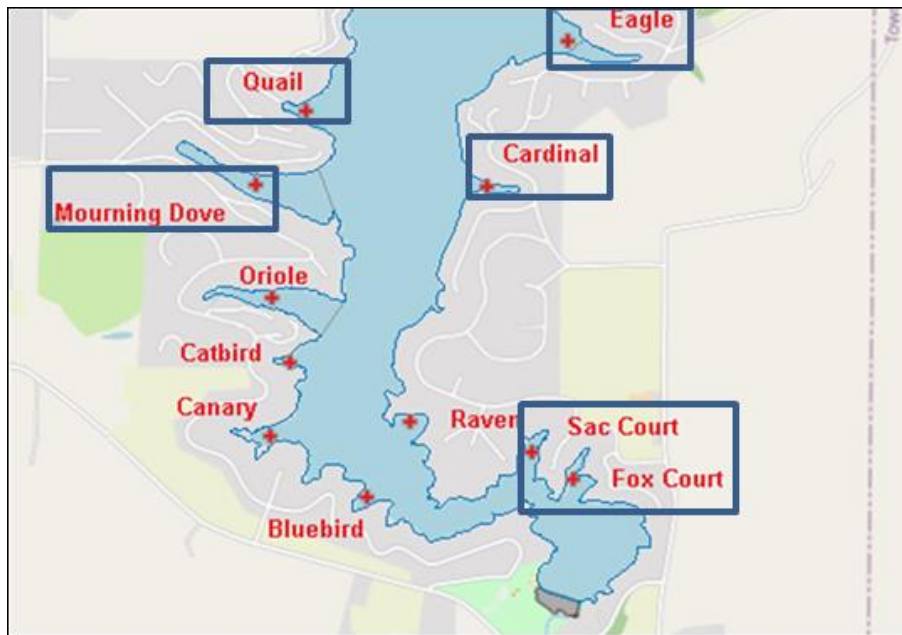 Eagle
Quail
Cardinal
Mourning Dove
Oriole
Catbird
Canary
Raven
Sac Court
Fox Court
Bluebird